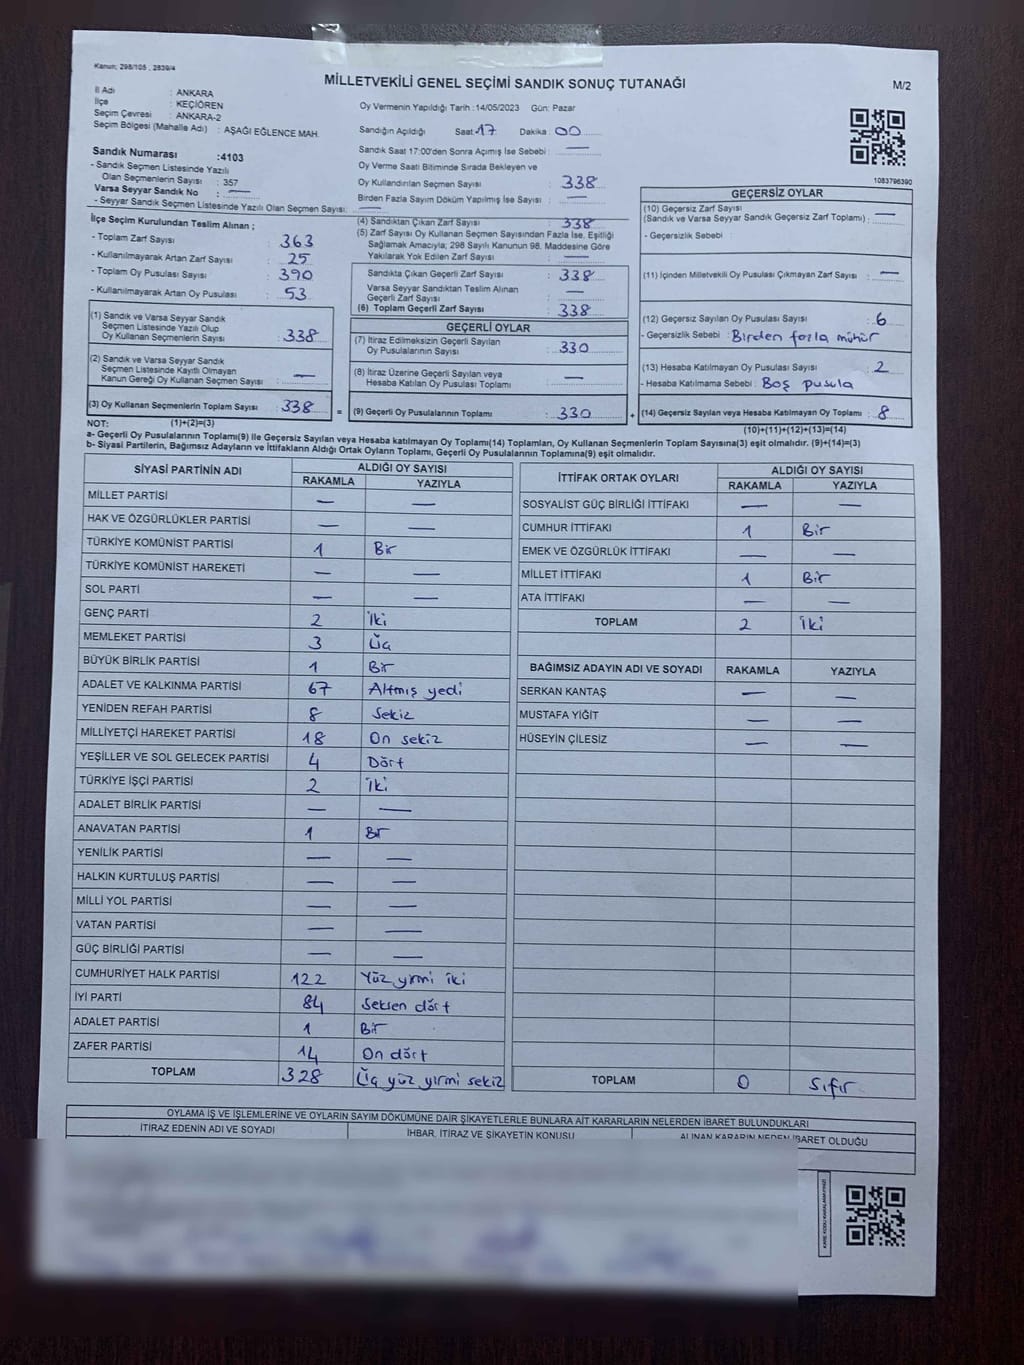 Kanun; 298/105 , 2839/4
MİLLETVEKİLİ GENEL SEÇİMİ SANDIK SONUÇ TUTANAĞI
M/2
İl Adı : ANKARA
İlçe : KEÇİÖREN
Seçim Çevresi : ANKARA-2
Seçim Bölgesi (Mahalle Adı) : AŞAĞI EĞLENCE MAH.
Sandık Numarası :4103
- Sandık Seçmen Listesinde Yazılı
Olan Seçmenlerin Sayısı : 357
Varsa Seyyar Sandık No : —
- Seyyar Sandık Seçmen Listesinde Yazılı Olan Seçmen Sayısı: —
Oy Vermenin Yapıldığı Tarih :14/05/2023 Gün: Pazar
Sandığın Açıldığı Saat 17 Dakika : 00
Sandık Saat 17:00'den Sonra Açımış İse Sebebi : —
Oy Verme Saati Bitiminde Sırada Bekleyen ve
Oy Kullandırılan Seçmen Sayısı : 338
Birden Fazla Sayım Döküm Yapılmış İse Sayısı : —
1083796390
İlçe Seçim Kurulundan Teslim Alınan ;
- Toplam Zarf Sayısı : 363
- Kullanılmayarak Artan Zarf Sayısı : 25
- Toplam Oy Pusulası Sayısı : 390
- Kullanılmayarak Artan Oy Pusulası : 53
(1) Sandık ve Varsa Seyyar Sandık
Seçmen Listesinde Yazılı Olup
Oy Kullanan Seçmenlerin Sayısı : 338
(2) Sandık ve Varsa Seyyar Sandık
Seçmen Listesinde Kayıtlı Olmayan
Kanun Gereği Oy Kullanan Seçmen Sayısı : —
(3) Oy Kullanan Seçmenlerin Toplam Sayısı : 338
(4) Sandıktan Çıkan Zarf Sayısı : 338
(5) Zarf Sayısı Oy Kullanan Seçmen Sayısından Fazla İse, Eşitliği
Sağlamak Amacıyla; 298 Sayılı Kanunun 98. Maddesine Göre
Yakılarak Yok Edilen Zarf Sayısı : —
Sandıkta Çıkan Geçerli Zarf Sayısı : 338
Varsa Seyyar Sandıktan Teslim Alınan
Geçerli Zarf Sayısı : —
(6) Toplam Geçerli Zarf Sayısı : 338
GEÇERLİ OYLAR
(7) İtiraz Edilmeksizin Geçerli Sayılan
Oy Pusulalarının Sayısı : 330
(8) İtiraz Üzerine Geçerli Sayılan veya
Hesaba Katılan Oy Pusulası Toplamı : —
= (9) Geçerli Oy Pusulalarının Toplamı : 330 +
GEÇERSİZ OYLAR
(10) Geçersiz Zarf Sayısı
(Sandık ve Varsa Seyyar Sandık Geçersiz Zarf Toplamı) : —
- Geçersizlik Sebebi :
(11) İçinden Milletvekili Oy Pusulası Çıkmayan Zarf Sayısı : —
(12) Geçersiz Sayılan Oy Pusulası Sayısı : 6
- Geçersizlik Sebebi : Birden fazla mühür
(13) Hesaba Katılmayan Oy Pusulası Sayısı : 2
- Hesaba Katılmama Sebebi : Boş pusula
(14) Geçersiz Sayılan veya Hesaba Katılmayan Oy Toplamı : 8
NOT: (1)+(2)=(3)
(10)+(11)+(12)+(13)=(14)
a- Geçerli Oy Pusulalarının Toplamı(9) ile Geçersiz Sayılan veya Hesaba katılmayan Oy Toplamı(14) Toplamları, Oy Kullanan Seçmenlerin Toplam Sayısına(3) eşit olmalıdır. (9)+(14)=(3)
b- Siyasi Partilerin, Bağımsız Adayların ve İttifakların Aldığı Ortak Oyların Toplamı, Geçerli Oy Pusulalarının Toplamına(9) eşit olmalıdır.
SİYASİ PARTİNİN ADI ALDIĞI OY SAYISI
RAKAMLA YAZIYLA
MİLLET PARTİSİ — —
HAK VE ÖZGÜRLÜKLER PARTİSİ — —
TÜRKİYE KOMÜNİST PARTİSİ 1 Bir
TÜRKİYE KOMÜNİST HAREKETİ — —
SOL PARTİ — —
GENÇ PARTİ 2 İki
MEMLEKET PARTİSİ 3 Üç
BÜYÜK BİRLİK PARTİSİ 1 Bir
ADALET VE KALKINMA PARTİSİ 67 Altmış yedi
YENİDEN REFAH PARTİSİ 8 Sekiz
MİLLİYETÇİ HAREKET PARTİSİ 18 On sekiz
YEŞİLLER VE SOL GELECEK PARTİSİ 4 Dört
TÜRKİYE İŞÇİ PARTİSİ 2 İki
ADALET BİRLİK PARTİSİ — —
ANAVATAN PARTİSİ 1 Bir
YENİLİK PARTİSİ — —
HALKIN KURTULUŞ PARTİSİ — —
MİLLİ YOL PARTİSİ — —
VATAN PARTİSİ — —
GÜÇ BİRLİĞİ PARTİSİ — —
CUMHURİYET HALK PARTİSİ 122 Yüz yirmi iki
İYİ PARTİ 84 Seksen dört
ADALET PARTİSİ 1 Bir
ZAFER PARTİSİ 14 On dört
TOPLAM 328 Üç yüz yirmi sekiz
İTTİFAK ORTAK OYLARI ALDIĞI OY SAYISI
RAKAMLA YAZIYLA
SOSYALİST GÜÇ BİRLİĞİ İTTİFAKI — —
CUMHUR İTTİFAKI 1 Bir
EMEK VE ÖZGÜRLÜK İTTİFAKI — —
MİLLET İTTİFAKI 1 Bir
ATA İTTİFAKI — —
TOPLAM 2 İki
BAĞIMSIZ ADAYIN ADI VE SOYADI RAKAMLA YAZIYLA
SERKAN KANTAŞ — —
MUSTAFA YİĞİT — —
HÜSEYİN ÇİLESİZ — —
TOPLAM 0 Sıfır
OYLAMA İŞ VE İŞLEMLERİNE VE OYLARIN SAYIM DÖKÜMÜNE DAİR ŞİKAYETLERLE BUNLARA AİT KARARLARIN NELERDEN İBARET BULUNDUKLARI
İTİRAZ EDENİN ADI VE SOYADI İHBAR, İTİRAZ VE ŞİKAYETİN KONUSU ALINAN KARARIN NEDEN İBARET OLDUĞU
KARE KODU KARALAMAYINIZ!